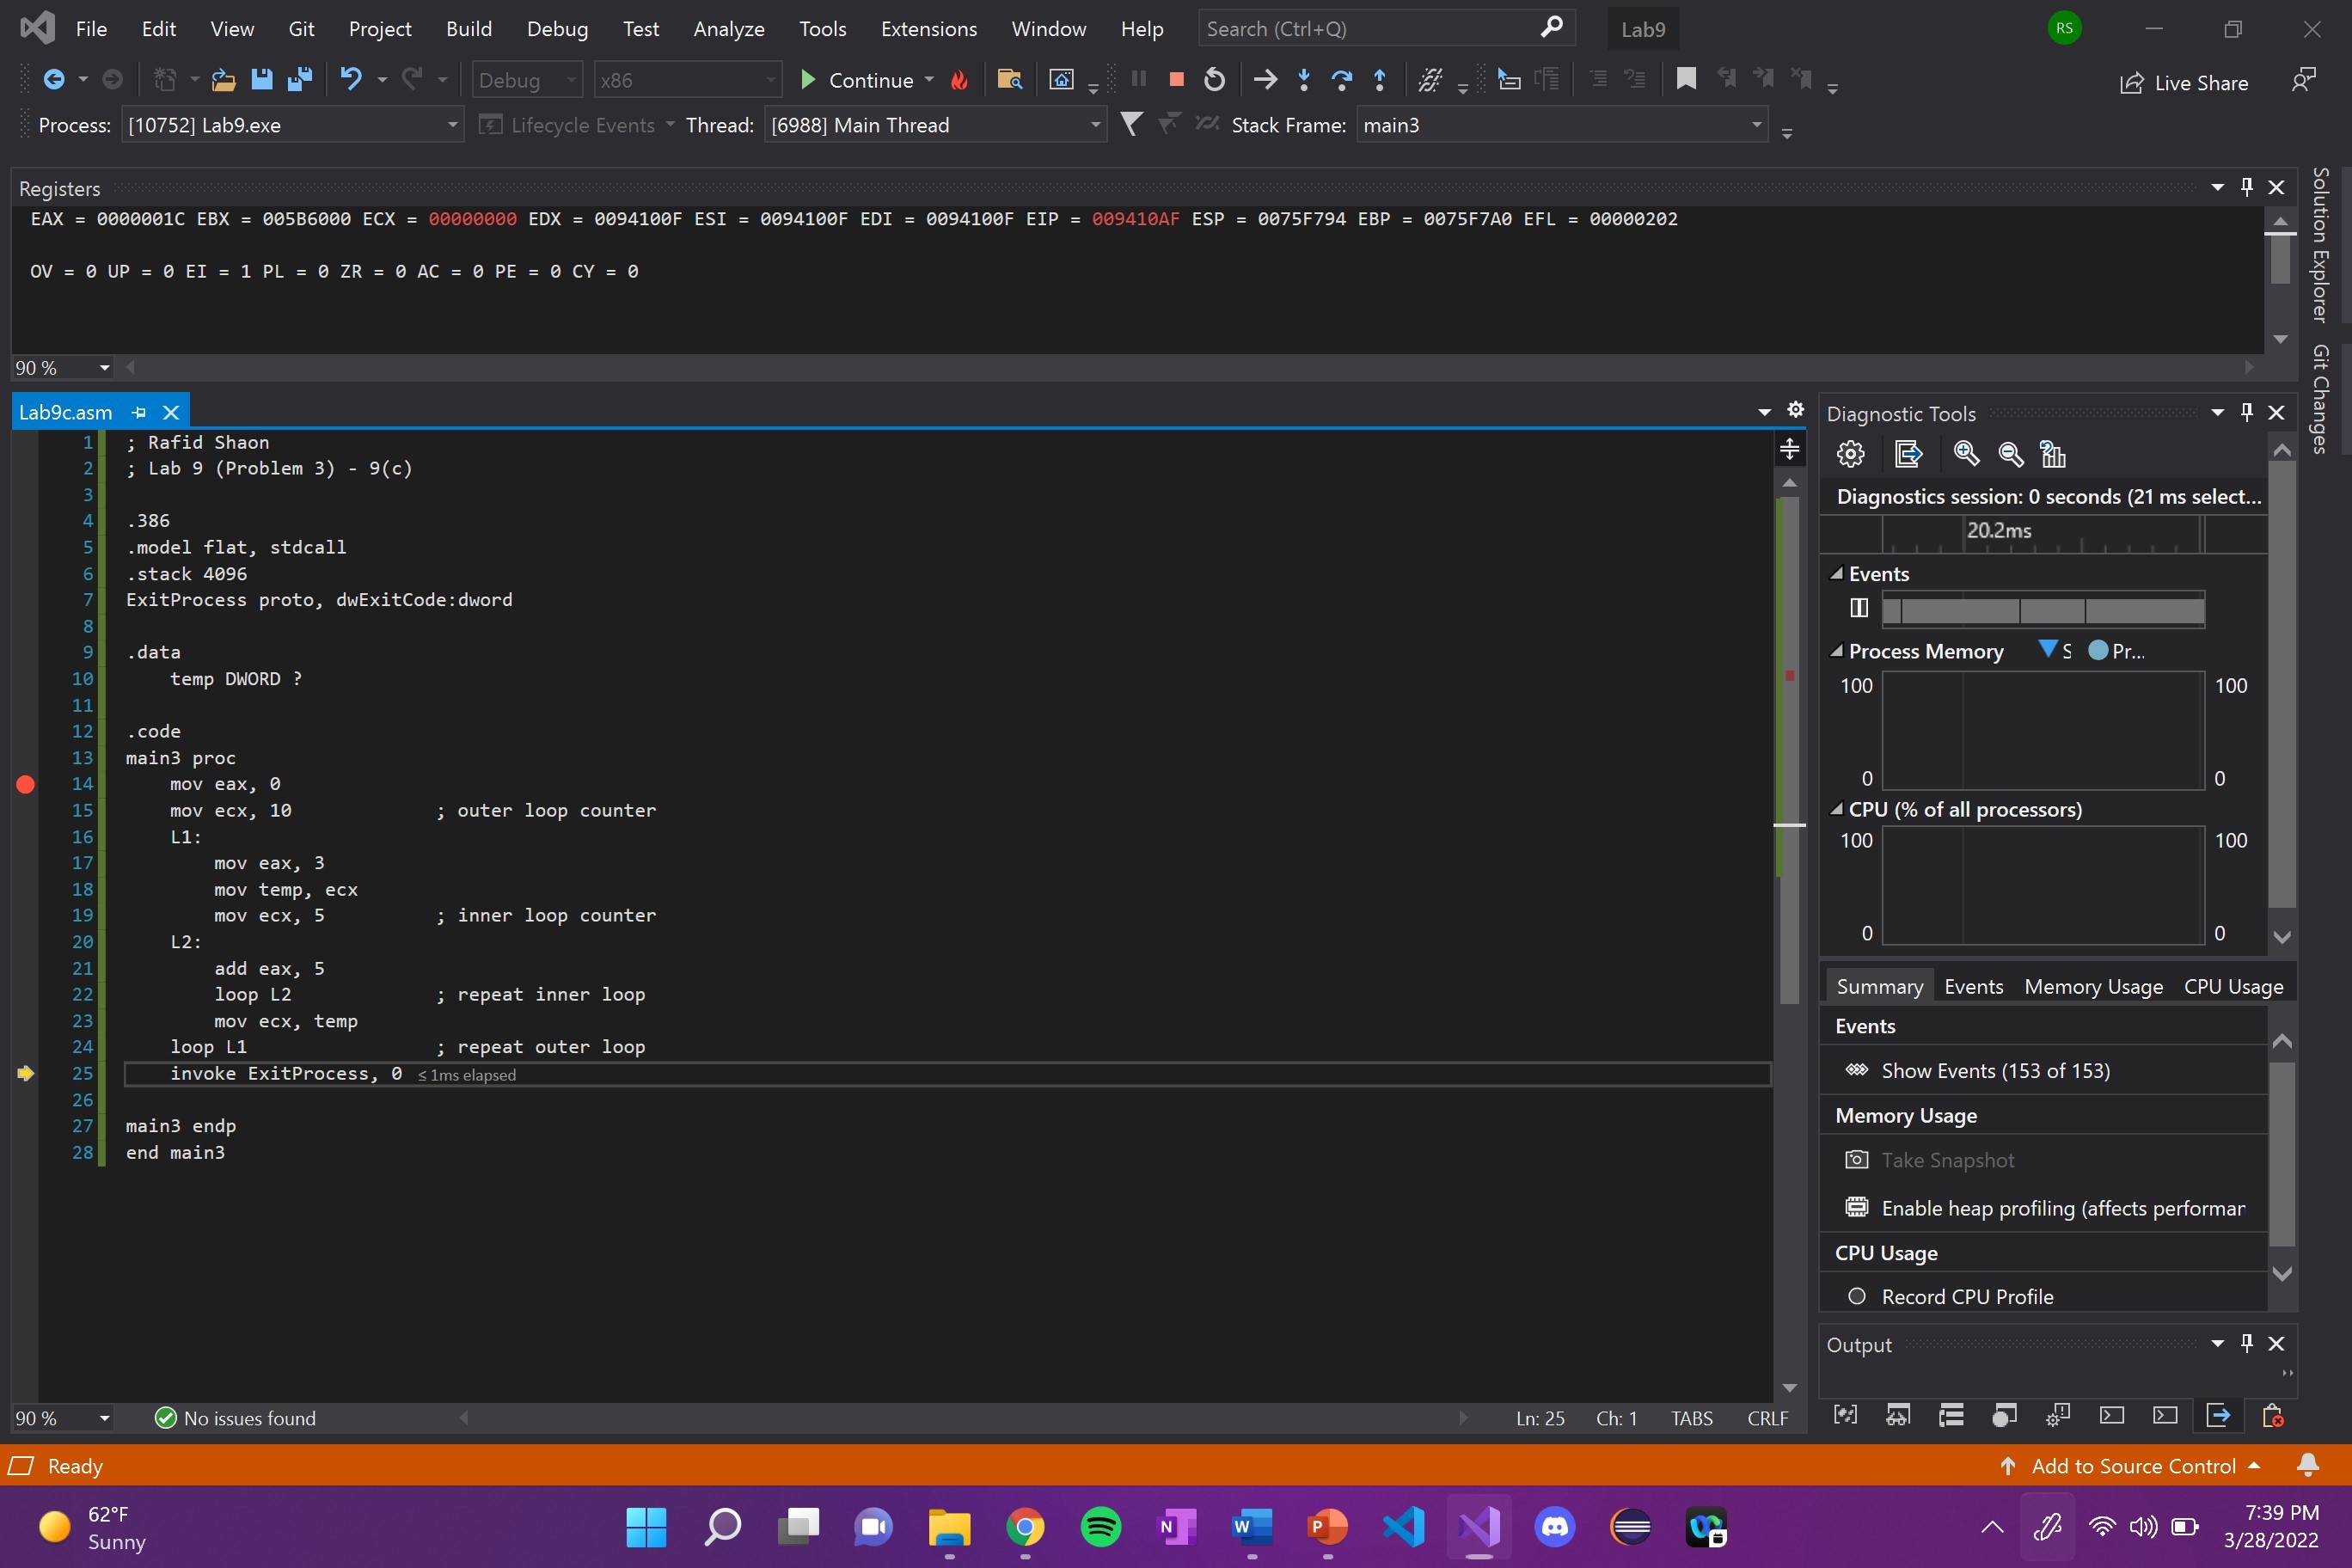 File Edit View Git Project Build Debug Test Analyze Tools Extensions Window Help Search (Ctrl+Q) Lab9 RS
Debug x86 Continue Live Share
Process: [10752] Lab9.exe Lifecycle Events Thread: [6988] Main Thread Stack Frame: main3
Registers
EAX = 0000001C EBX = 005B6000 ECX = 00000000 EDX = 0094100F ESI = 0094100F EDI = 0094100F EIP = 009410AF ESP = 0075F794 EBP = 0075F7A0 EFL = 00000202
OV = 0 UP = 0 EI = 1 PL = 0 ZR = 0 AC = 0 PE = 0 CY = 0
90 %
Solution Explorer
Git Changes
Lab9c.asm
1 ; Rafid Shaon
2 ; Lab 9 (Problem 3) - 9(c)
3
4 .386
5 .model flat, stdcall
6 .stack 4096
7 ExitProcess proto, dwExitCode:dword
8
9 .data
10 temp DWORD ?
11
12 .code
13 main3 proc
14 mov eax, 0
15 mov ecx, 10 ; outer loop counter
16 L1:
17 mov eax, 3
18 mov temp, ecx
19 mov ecx, 5 ; inner loop counter
20 L2:
21 add eax, 5
22 loop L2 ; repeat inner loop
23 mov ecx, temp
24 loop L1 ; repeat outer loop
25 invoke ExitProcess, 0 ≤ 1ms elapsed
26
27 main3 endp
28 end main3
90 % No issues found Ln: 25 Ch: 1 TABS CRLF
Diagnostic Tools
Diagnostics session: 0 seconds (21 ms select...
20.2ms
Events
Process Memory S Pr...
100 100
0 0
CPU (% of all processors)
100 100
0 0
Summary Events Memory Usage CPU Usage
Events
Show Events (153 of 153)
Memory Usage
Take Snapshot
Enable heap profiling (affects performan
CPU Usage
Record CPU Profile
Output
Ready Add to Source Control
62°F
Sunny
7:39 PM
3/28/2022